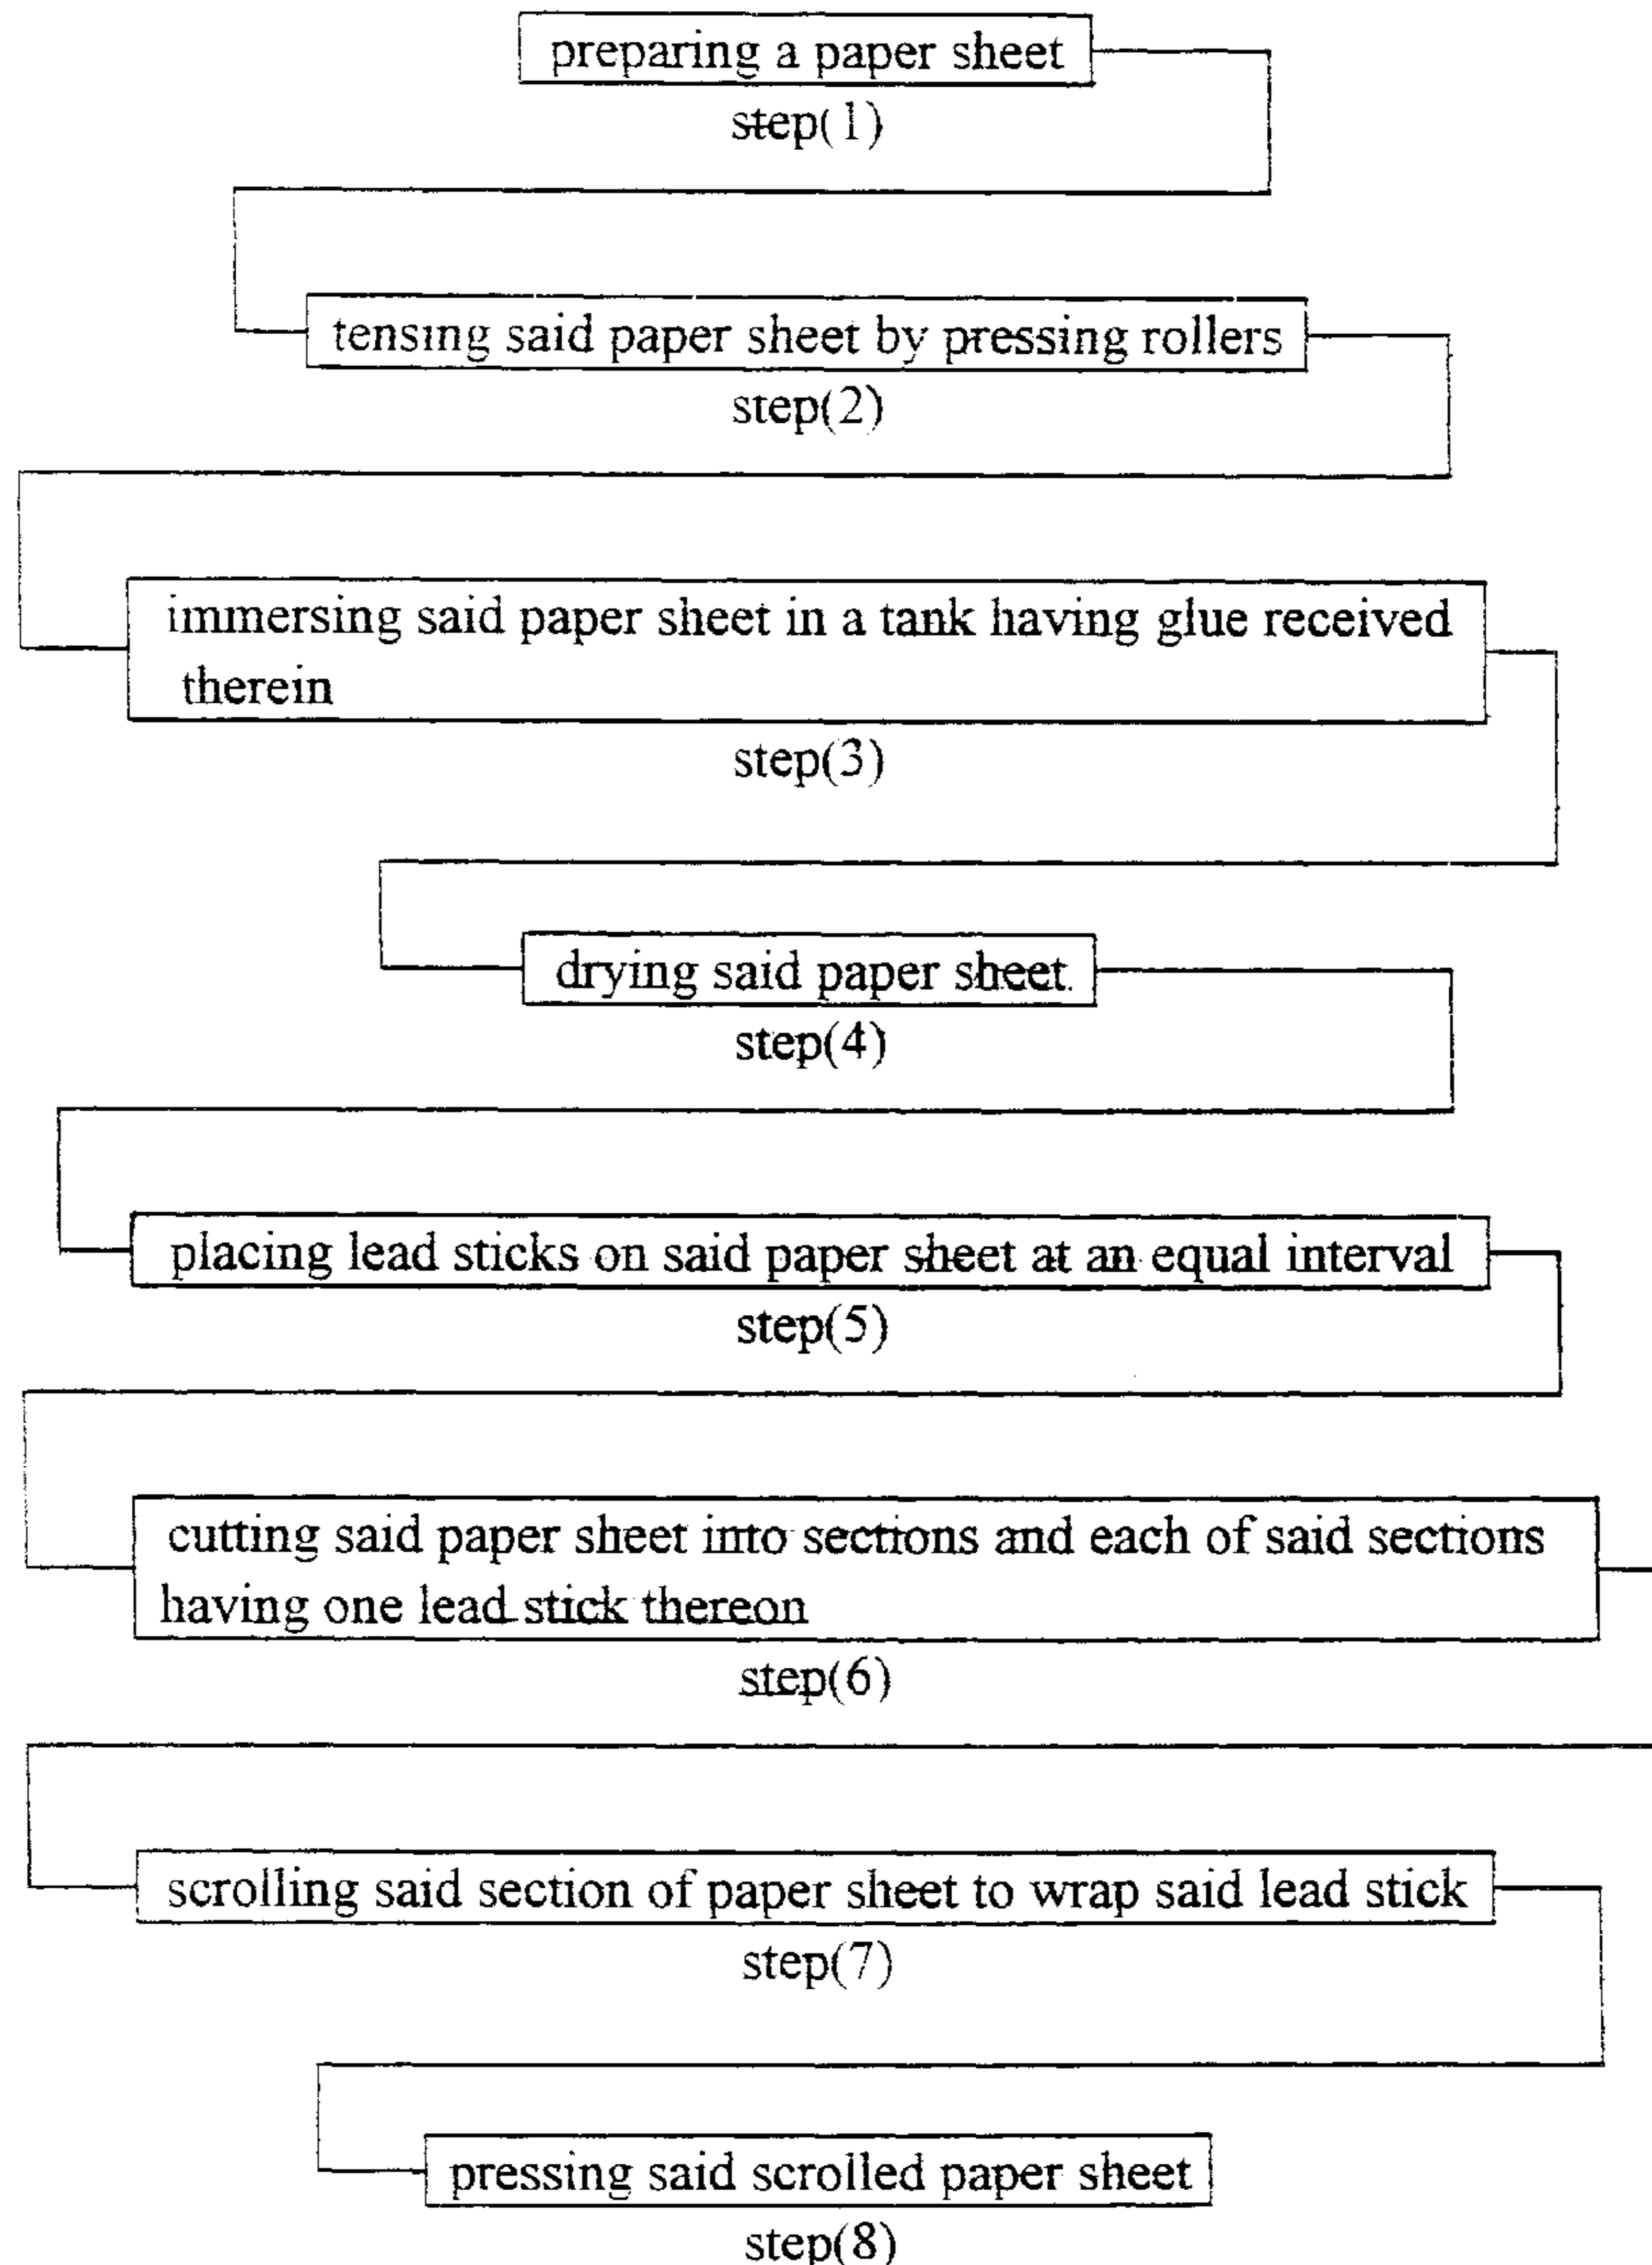 preparing a paper sheet
step(1)
tensing said paper sheet by pressing rollers
step(2)
immersing said paper sheet in a tank having glue received
therein
step(3)
drying said paper sheet.
step(4)
placing lead sticks on said paper sheet at an equal interval
step(5)
cutting said paper sheet into sections and each of said sections
having one lead stick thereon
step(6)
scrolling said section of paper sheet to wrap said lead stick
step(7)
pressing said scrolled paper sheet
step(8)